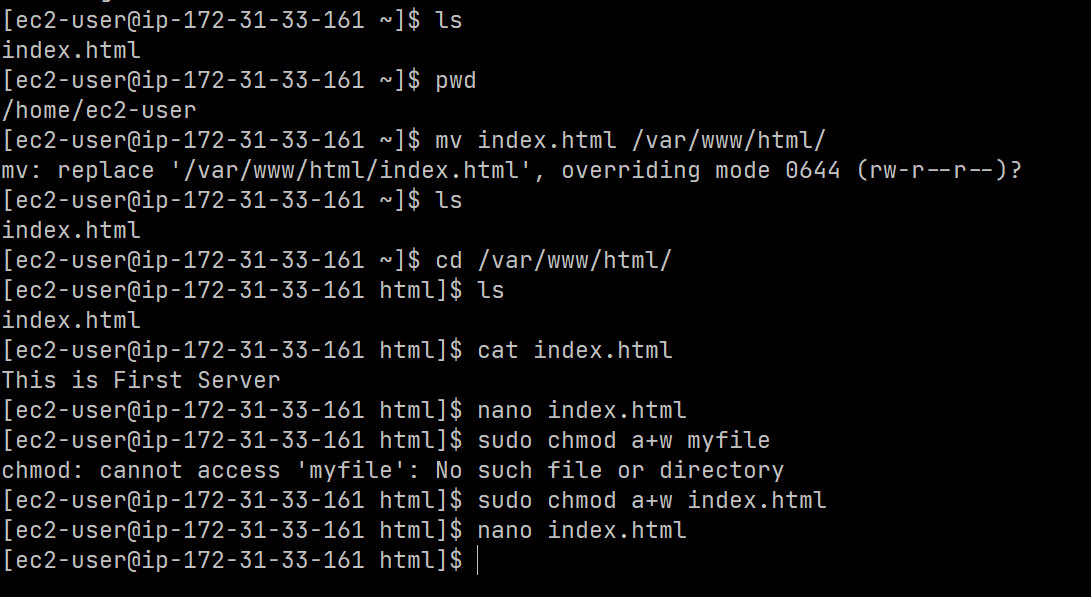 [ec2-user@ip-172-31-33-161 ~]$ ls
index.html
[ec2-user@ip-172-31-33-161 ~]$ pwd
/home/ec2-user
[ec2-user@ip-172-31-33-161 ~]$ mv index.html /var/www/html/
mv: replace '/var/www/html/index.html', overriding mode 0644 (rw-r--r--)?
[ec2-user@ip-172-31-33-161 ~]$ ls
index.html
[ec2-user@ip-172-31-33-161 ~]$ cd /var/www/html/
[ec2-user@ip-172-31-33-161 html]$ ls
index.html
[ec2-user@ip-172-31-33-161 html]$ cat index.html
This is First Server
[ec2-user@ip-172-31-33-161 html]$ nano index.html
[ec2-user@ip-172-31-33-161 html]$ sudo chmod a+w myfile
chmod: cannot access 'myfile': No such file or directory
[ec2-user@ip-172-31-33-161 html]$ sudo chmod a+w index.html
[ec2-user@ip-172-31-33-161 html]$ nano index.html
[ec2-user@ip-172-31-33-161 html]$